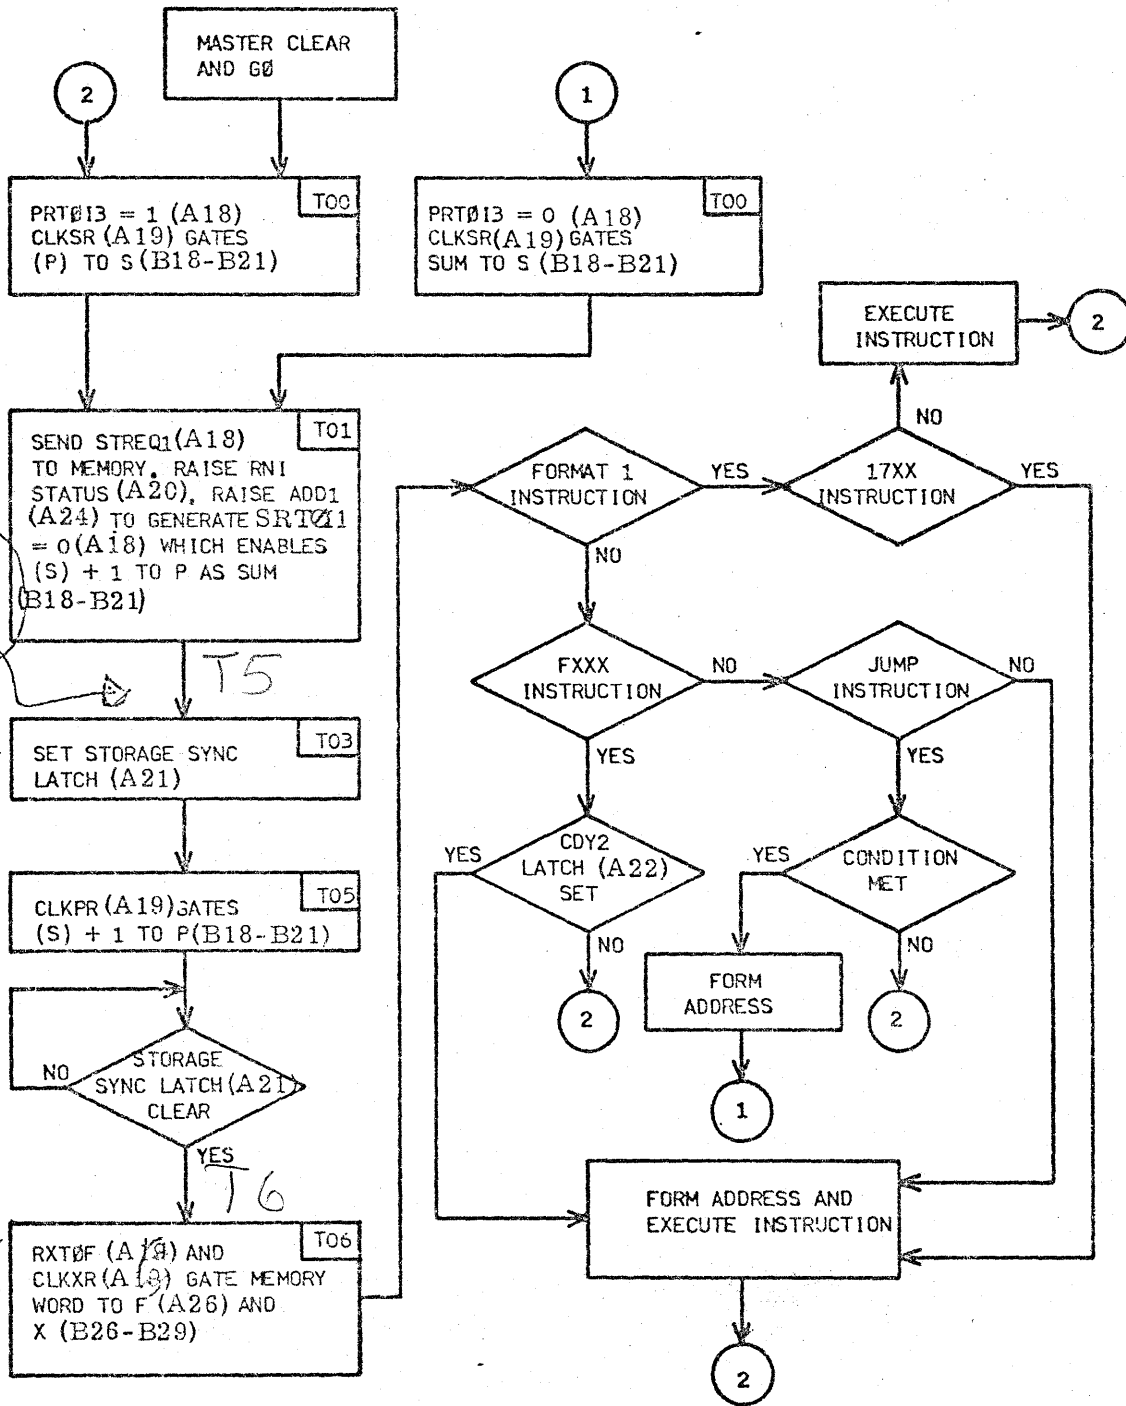 MASTER CLEAR
AND GØ
2
1
T00
PRTØI3 = 1 (A18)
CLKSR (A19) GATES
(P) TO S (B18-B21)
T00
PRTØI3 = 0 (A18)
CLKSR(A19) GATES
SUM TO S (B18-B21)
EXECUTE
INSTRUCTION
2
T01
SEND STREQ1(A18)
TO MEMORY. RAISE RNI
STATUS (A20), RAISE ADD1
(A24) TO GENERATE SRTØ11
= 0(A18) WHICH ENABLES
(S) + 1 TO P AS SUM
(B18-B21)
NO
FORMAT 1
INSTRUCTION
YES
17XX
INSTRUCTION
YES
NO
T5
FXXX
INSTRUCTION
NO
JUMP
INSTRUCTION
NO
T03
SET STORAGE SYNC
LATCH (A21)
YES
YES
YES
CDY2
LATCH (A22)
SET
YES
CONDITION
MET
T05
CLKPR (A19) GATES
(S) + 1 TO P(B18-B21)
NO
NO
2
FORM
ADDRESS
2
NO
STORAGE
SYNC LATCH (A21)
CLEAR
1
YES
T6
FORM ADDRESS AND
EXECUTE INSTRUCTION
T06
RXTØF (A19) AND
CLKXR (A19) GATE MEMORY
WORD TO F (A26) AND
X (B26-B29)
2